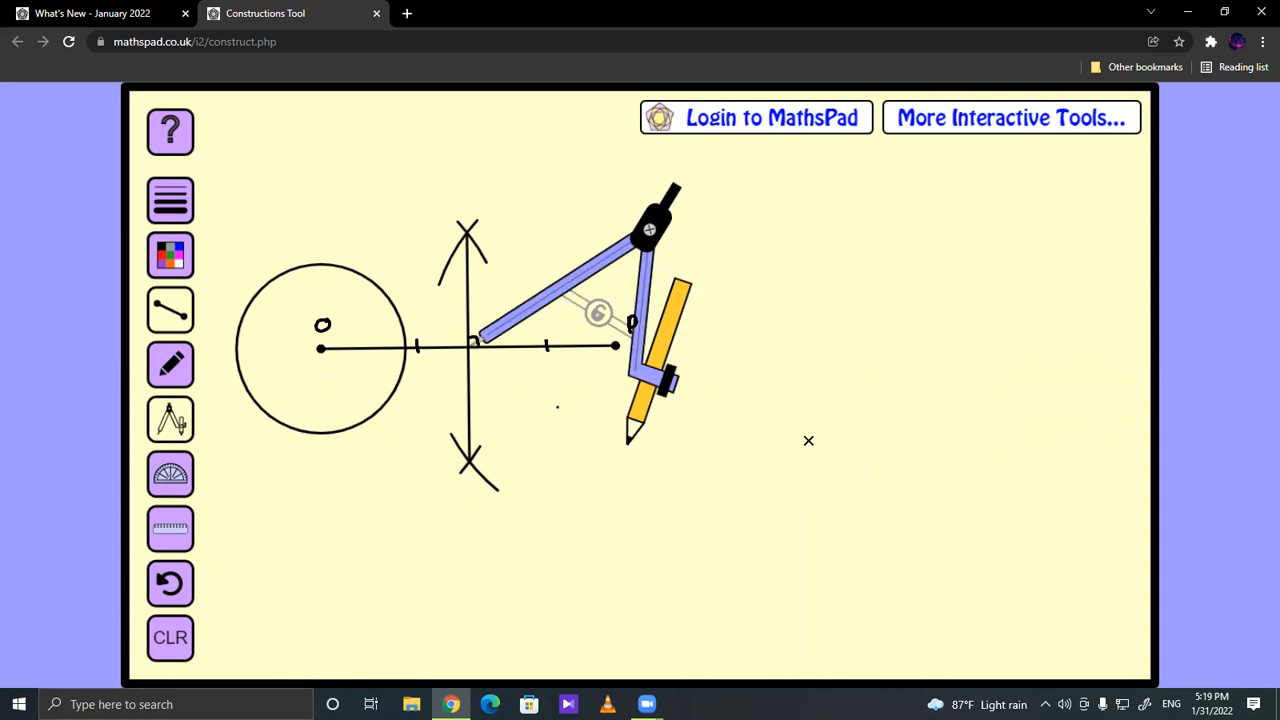 What's New - January 2022
Constructions Tool
mathspad.co.uk/i2/construct.php
Other bookmarks
Reading list
?
Login to MathsPad
More Interactive Tools...
6
O
P
CLR
Type here to search
87°F Light rain
ENG
5:19 PM
1/31/2022